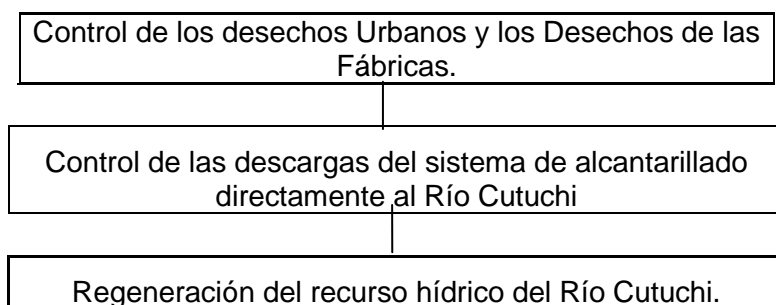 Control de los desechos Urbanos y los Desechos de las
Fábricas.
Control de las descargas del sistema de alcantarillado
directamente al Río Cutuchi
Regeneración del recurso hídrico del Río Cutuchi.